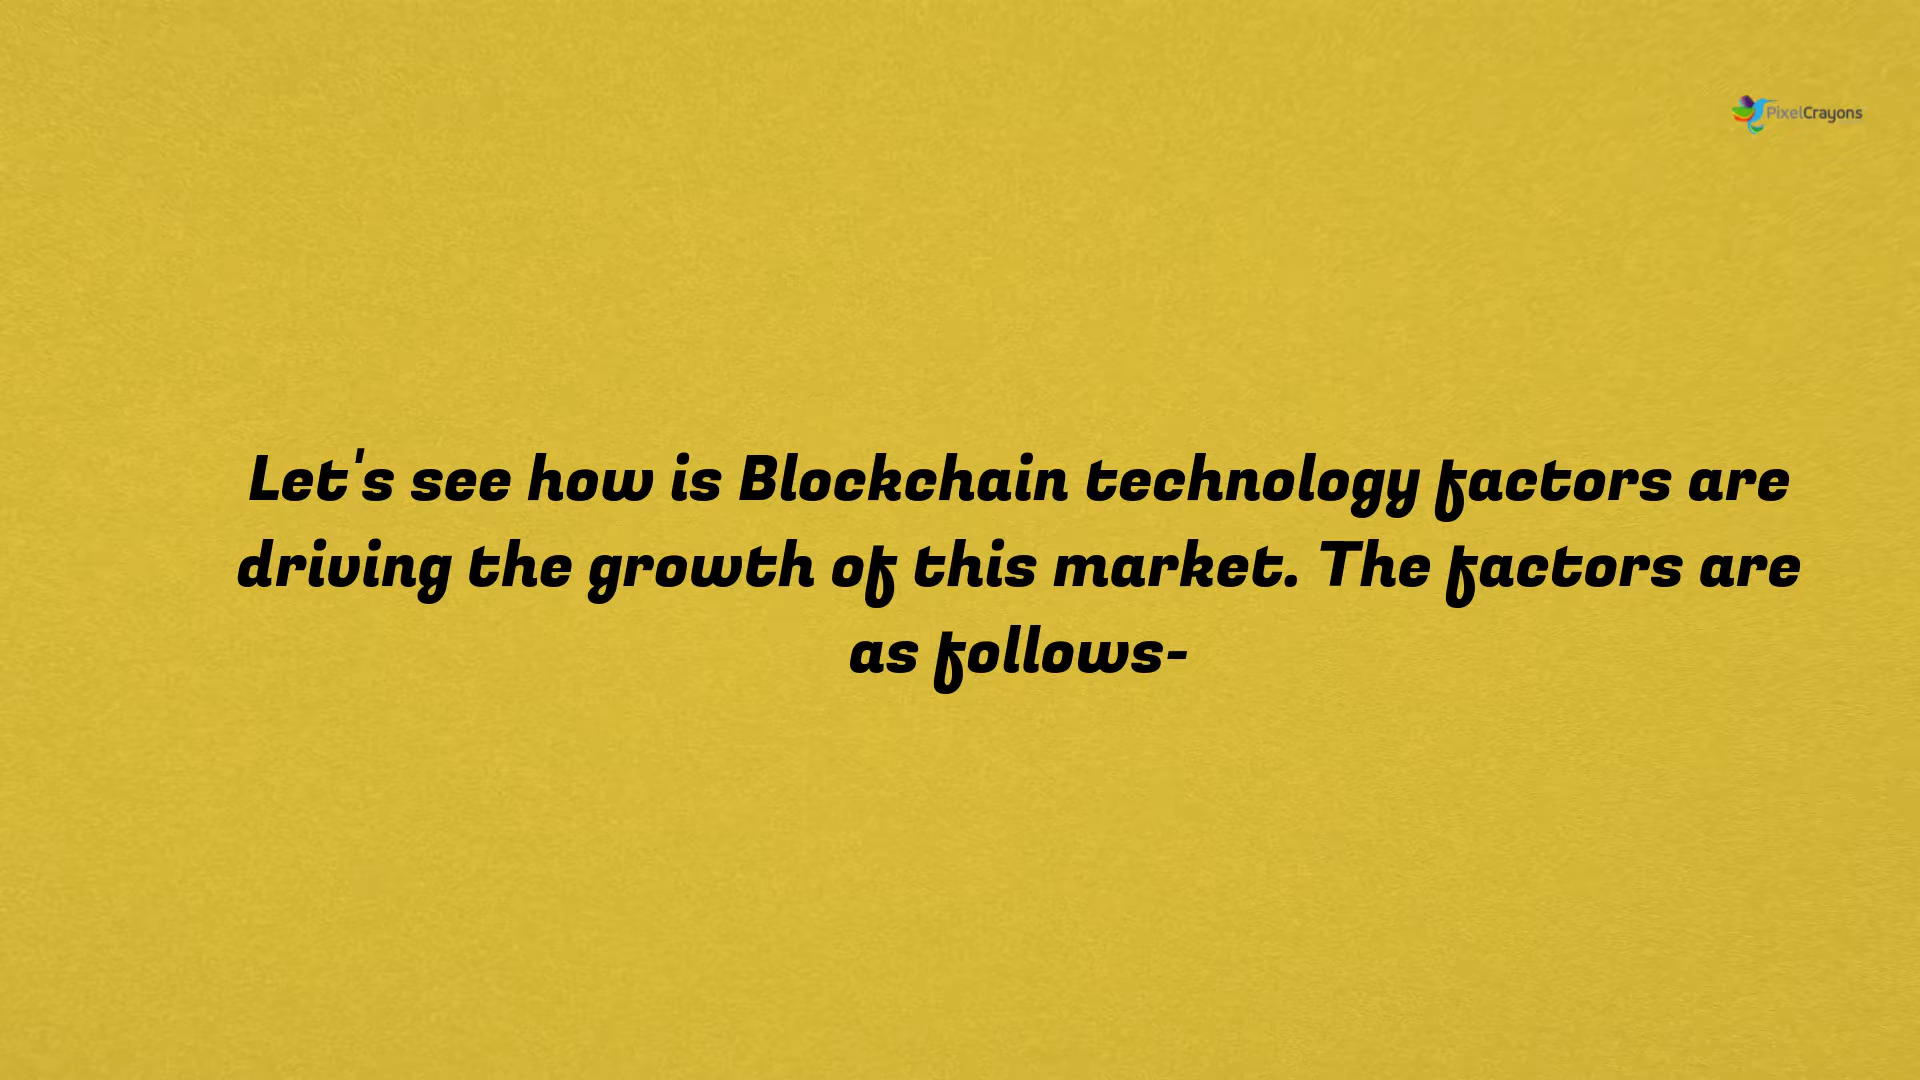 PixelCrayons
Let's see how is Blockchain technology factors are
driving the growth of this market. The factors are
as follows-